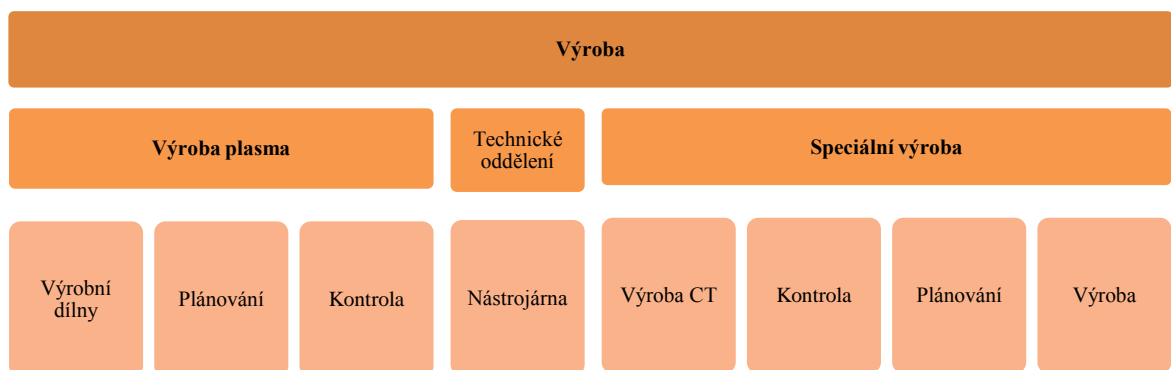 Výroba
Výroba plasma
Technické
oddělení
Speciální výroba
Výrobní
dílny
Plánování
Kontrola
Nástrojárna
Výroba CT
Kontrola
Plánování
Výroba